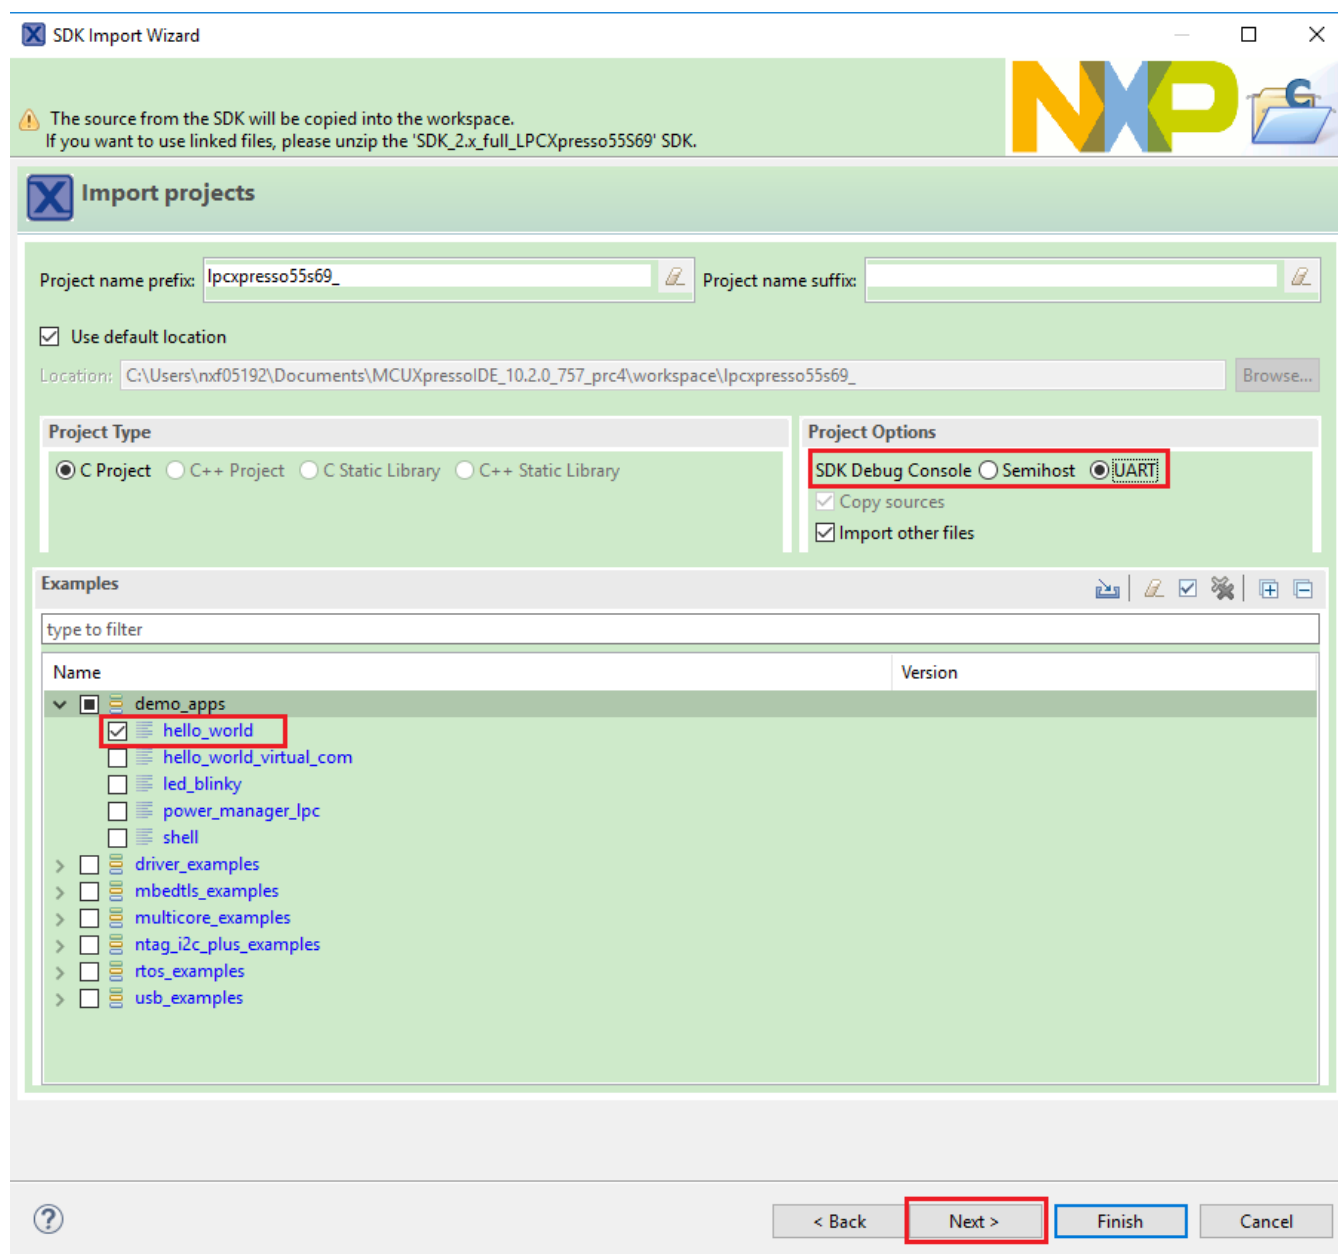 SDK Import Wizard
The source from the SDK will be copied into the workspace.
If you want to use linked files, please unzip the 'SDK_2.x_full_LPCXpresso55S69' SDK.
NXP
C
X Import projects
Project name prefix: lpcxpresso55s69_ Project name suffix:
Use default location
Location: C:\Users\nxf05192\Documents\MCUXpressoIDE_10.2.0_757_prc4\workspace\lpcxpresso55s69_ Browse...
Project Type Project Options
C Project C++ Project C Static Library C++ Static Library SDK Debug Console Semihost UART
Copy sources
Import other files
Examples
type to filter
Name Version
demo_apps
hello_world
hello_world_virtual_com
led_blinky
power_manager_lpc
shell
driver_examples
mbedtls_examples
multicore_examples
ntag_i2c_plus_examples
rtos_examples
usb_examples
? < Back Next > Finish Cancel